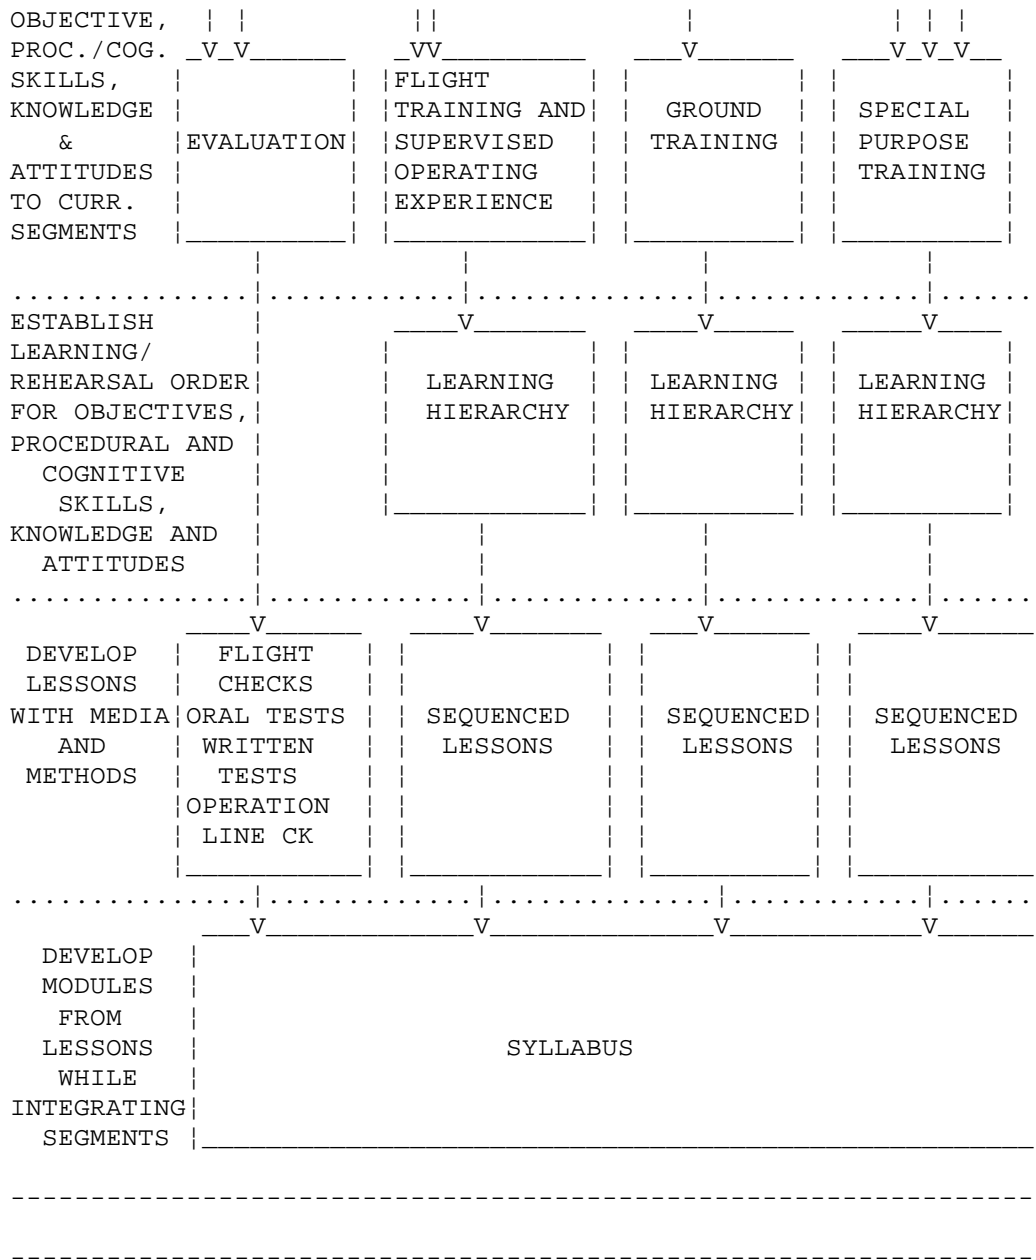 OBJECTIVE,
PROC./COG. V V VV V V V V
SKILLS, FLIGHT
KNOWLEDGE TRAINING AND GROUND SPECIAL
& EVALUATION SUPERVISED TRAINING PURPOSE
ATTITUDES OPERATING TRAINING
TO CURR. EXPERIENCE
SEGMENTS
ESTABLISH V V V
LEARNING/
REHEARSAL ORDER LEARNING LEARNING LEARNING
FOR OBJECTIVES, HIERARCHY HIERARCHY HIERARCHY
PROCEDURAL AND
COGNITIVE
SKILLS,
KNOWLEDGE AND
ATTITUDES
V V V V
DEVELOP FLIGHT
LESSONS CHECKS
WITH MEDIA ORAL TESTS SEQUENCED SEQUENCED SEQUENCED
AND WRITTEN LESSONS LESSONS LESSONS
METHODS TESTS
OPERATION
LINE CK
V V V V
DEVELOP
MODULES
FROM
LESSONS SYLLABUS
WHILE
INTEGRATING
SEGMENTS